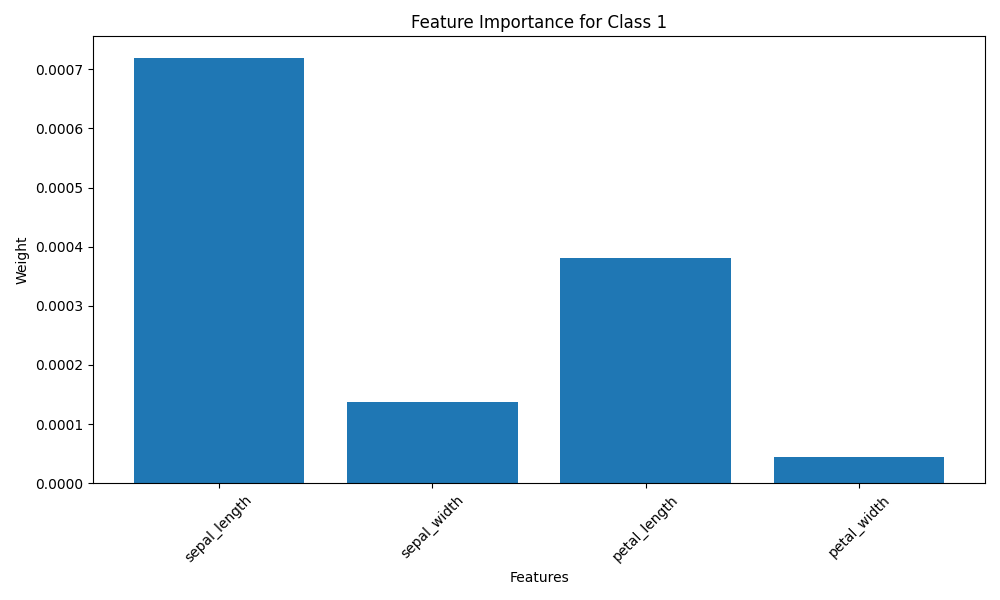 Feature Importance for Class 1
0.0007
0.0006
0.0005
0.0004
0.0003
0.0002
0.0001
0.0000
Weight
sepal_length
sepal_width
petal_length
petal_width
Features